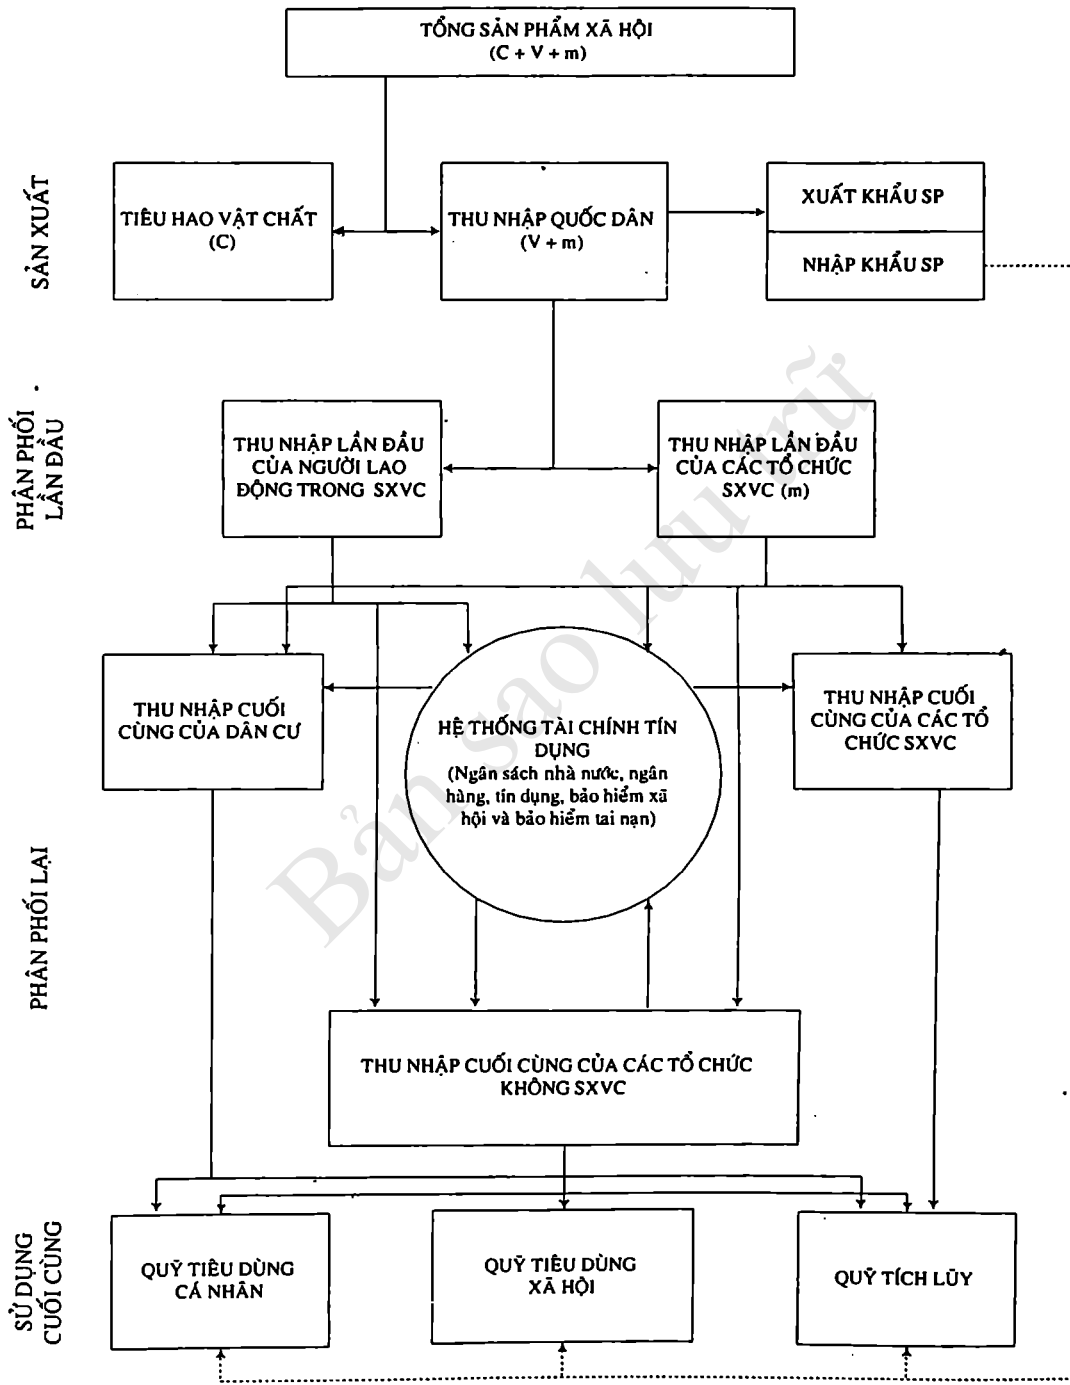 TỔNG SẢN PHẨM XÃ HỘI
(C + V + m)
SẢN XUẤT
TIÊU HAO VẬT CHẤT
(C)
THU NHẬP QUỐC DÂN
(V + m)
XUẤT KHẨU SP
NHẬP KHẨU SP
PHÂN PHỐI
LẦN ĐẦU
THU NHẬP LẦN ĐẦU
CỦA NGƯỜI LAO
ĐỘNG TRONG SXVC
THU NHẬP LẦN ĐẦU
CỦA CÁC TỔ CHỨC
SXVC (m)
PHÂN PHỐI LẠI
THU NHẬP CUỐI
CÙNG CỦA DÂN CƯ
HỆ THỐNG TÀI CHÍNH TÍN
DỤNG
(Ngân sách nhà nước, ngân
hàng, tín dụng, bảo hiểm xã
hội và bảo hiểm tai nạn)
THU NHẬP CUỐI
CÙNG CỦA CÁC TỔ
CHỨC SXVC
THU NHẬP CUỐI CÙNG CỦA CÁC TỔ CHỨC
KHÔNG SXVC
SỬ DỤNG
CUỐI CÙNG
QUỸ TIÊU DÙNG
CÁ NHÂN
QUỸ TIÊU DÙNG
XÃ HỘI
QUỸ TÍCH LŨY
Bản sao lưu trữ